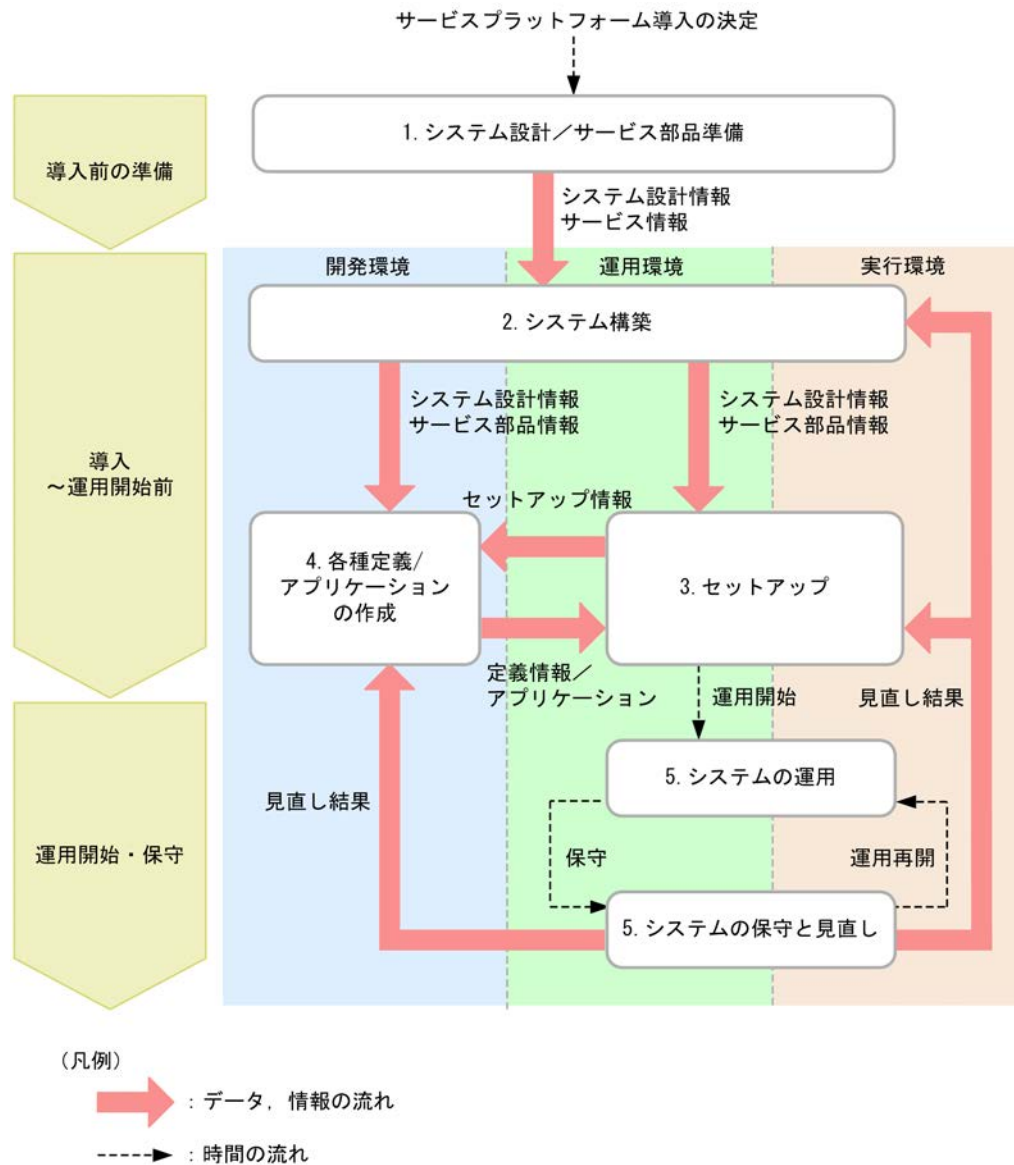 サービスプラットフォーム導入の決定
1. システム設計／サービス部品準備
導入前の準備
システム設計情報
サービス情報
開発環境
運用環境
実行環境
2. システム構築
システム設計情報
サービス部品情報
システム設計情報
サービス部品情報
導入
～運用開始前
セットアップ情報
4. 各種定義/
アプリケーション
の作成
3. セットアップ
定義情報／
アプリケーション
運用開始
見直し結果
5. システムの運用
見直し結果
運用開始・保守
保守
運用再開
5. システムの保守と見直し
（凡例）
：データ，情報の流れ
：時間の流れ